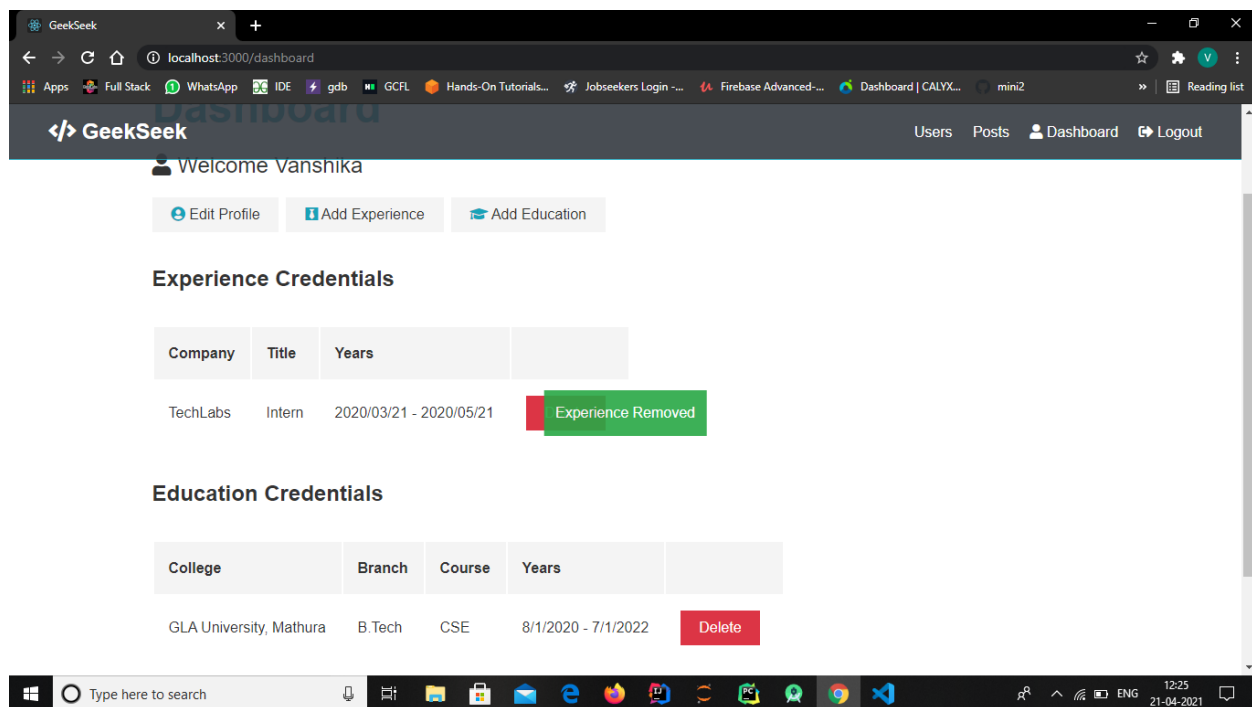 GeekSeek
localhost:3000/dashboard
V
Apps Full Stack 1 WhatsApp IDE gdb GCFL Hands-On Tutorials... Jobseekers Login -... Firebase Advanced-... Dashboard | CALYX... mini2 » Reading list
Dashboard
</> GeekSeek Users Posts Dashboard Logout
Welcome Vanshika
Edit Profile Add Experience Add Education
Experience Credentials
Company Title Years
TechLabs Intern 2020/03/21 - 2020/05/21 Experience Removed
Education Credentials
College Branch Course Years
GLA University, Mathura B.Tech CSE 8/1/2020 - 7/1/2022 Delete
Type here to search ENG 12:25
21-04-2021